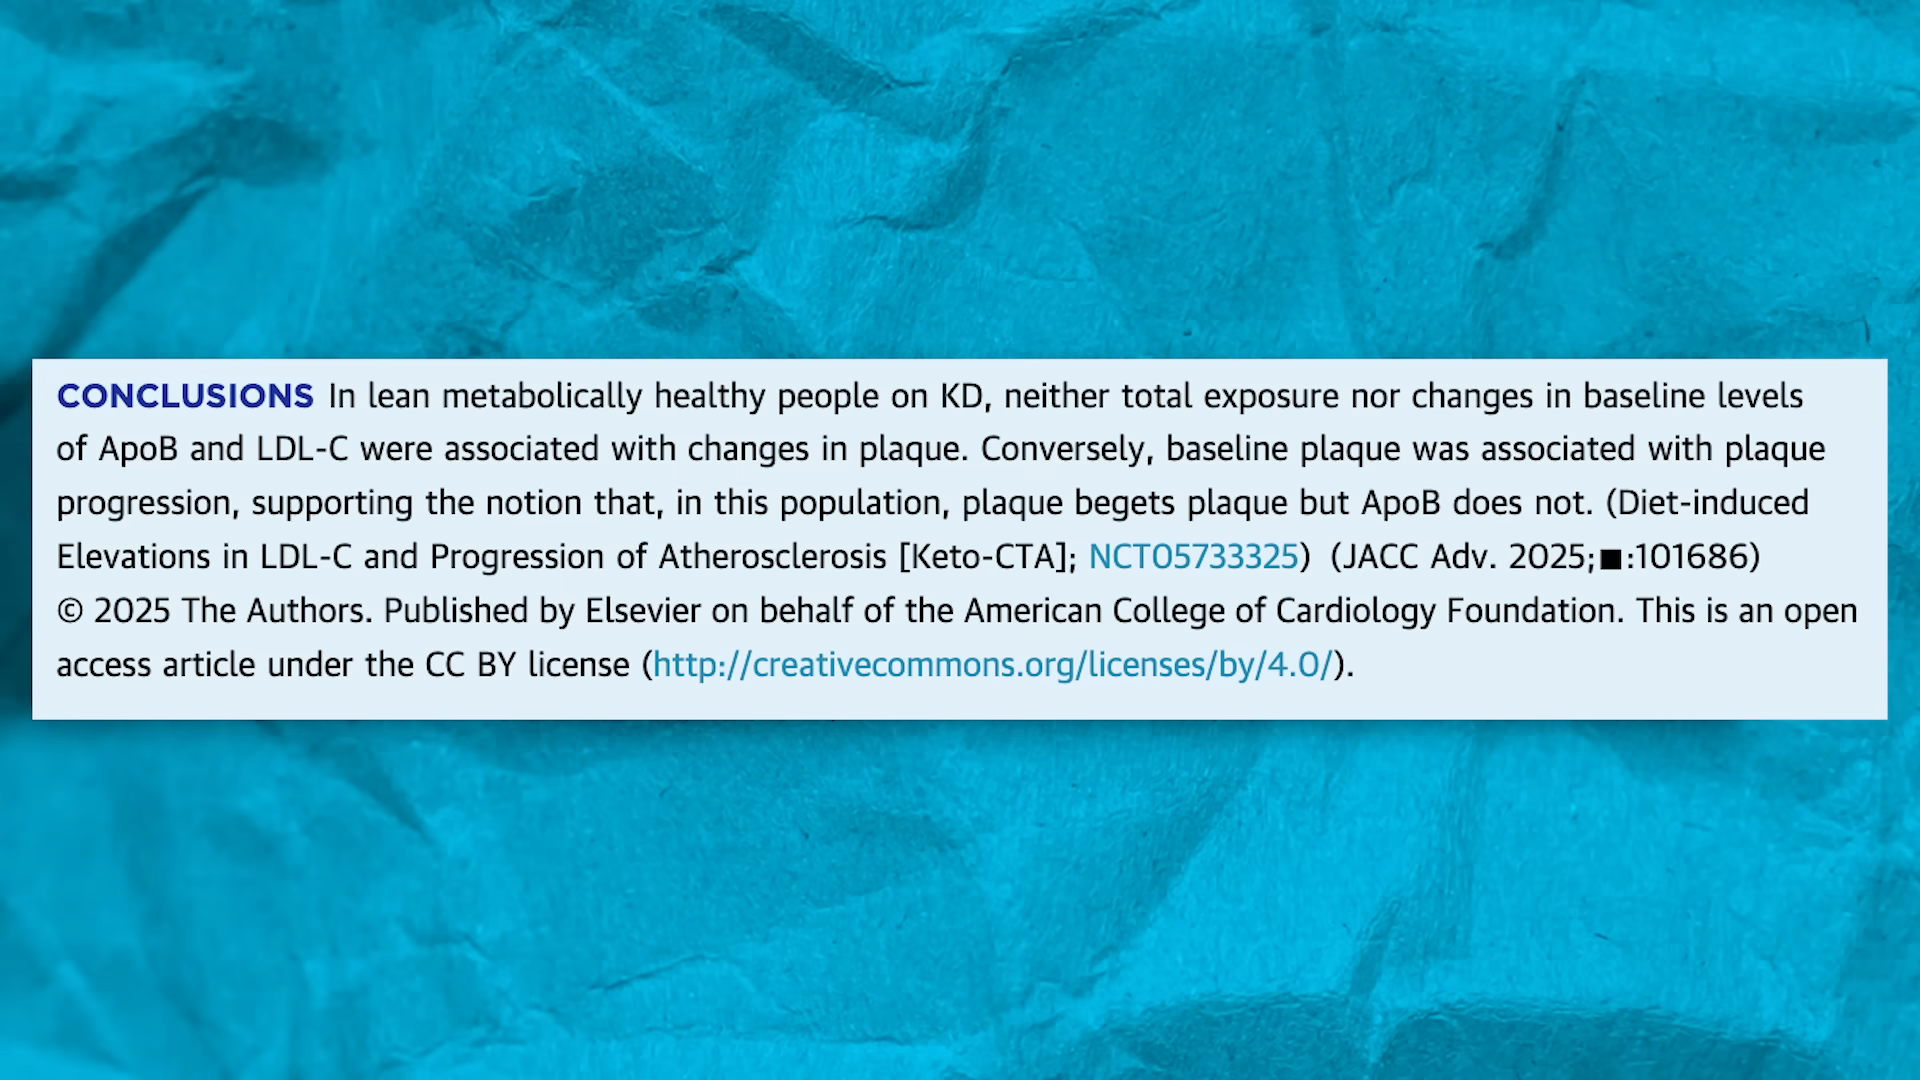 CONCLUSIONS In lean metabolically healthy people on KD, neither total exposure nor changes in baseline levels
of ApoB and LDL-C were associated with changes in plaque. Conversely, baseline plaque was associated with plaque
progression, supporting the notion that, in this population, plaque begets plaque but ApoB does not. (Diet-induced
Elevations in LDL-C and Progression of Atherosclerosis [Keto-CTA]; NCT05733325) (JACC Adv. 2025;■:101686)
© 2025 The Authors. Published by Elsevier on behalf of the American College of Cardiology Foundation. This is an open
access article under the CC BY license (http://creativecommons.org/licenses/by/4.0/).